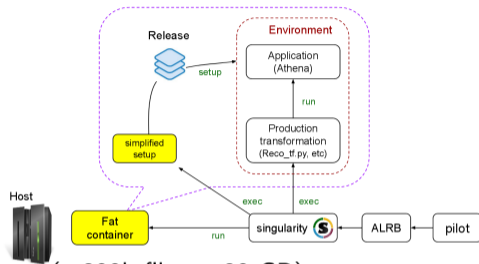 Release
Environment
Application
(Athena)
setup
run
Production
transformation
(Reco_tf.py, etc)
simplified
setup
exec
exec
Host
Fat
container
run
singularity
ALRB
pilot